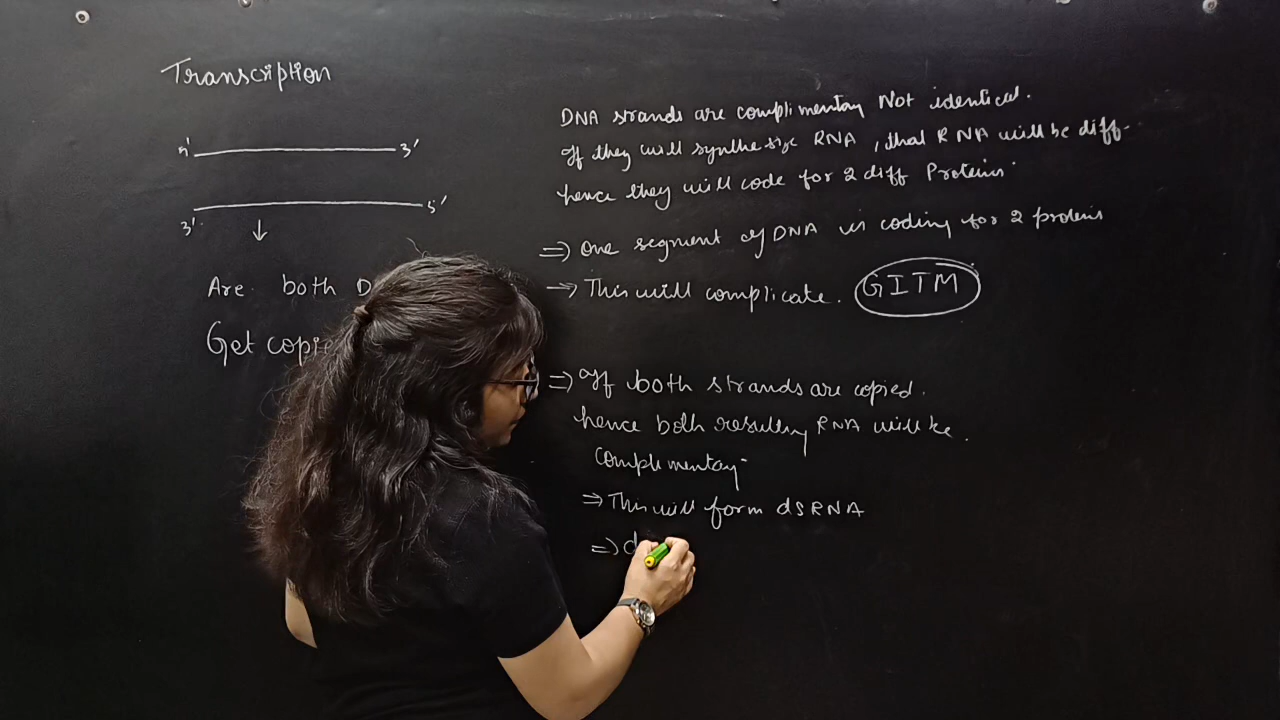 Transcription
5' 3'
3' 5'
Are both D
Get copie
DNA strands are complimentary Not identical.
If they will synthesize RNA, that RNA will be diff.
hence they will code for 2 diff Proteins.
⇒ One segment of DNA is coding for 2 proteins
→ This will complicate. GITM
⇒ If both strands are copied.
hence both resulting RNA will be.
complimentary
⇒ This will form dsRNA
⇒ d